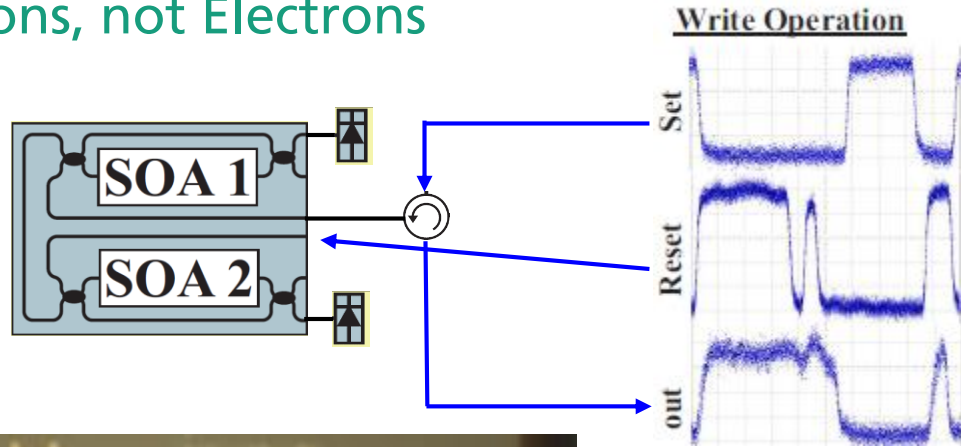 ons, not Electrons
Write Operation
SOA 1
SOA 2
Set
Reset
out